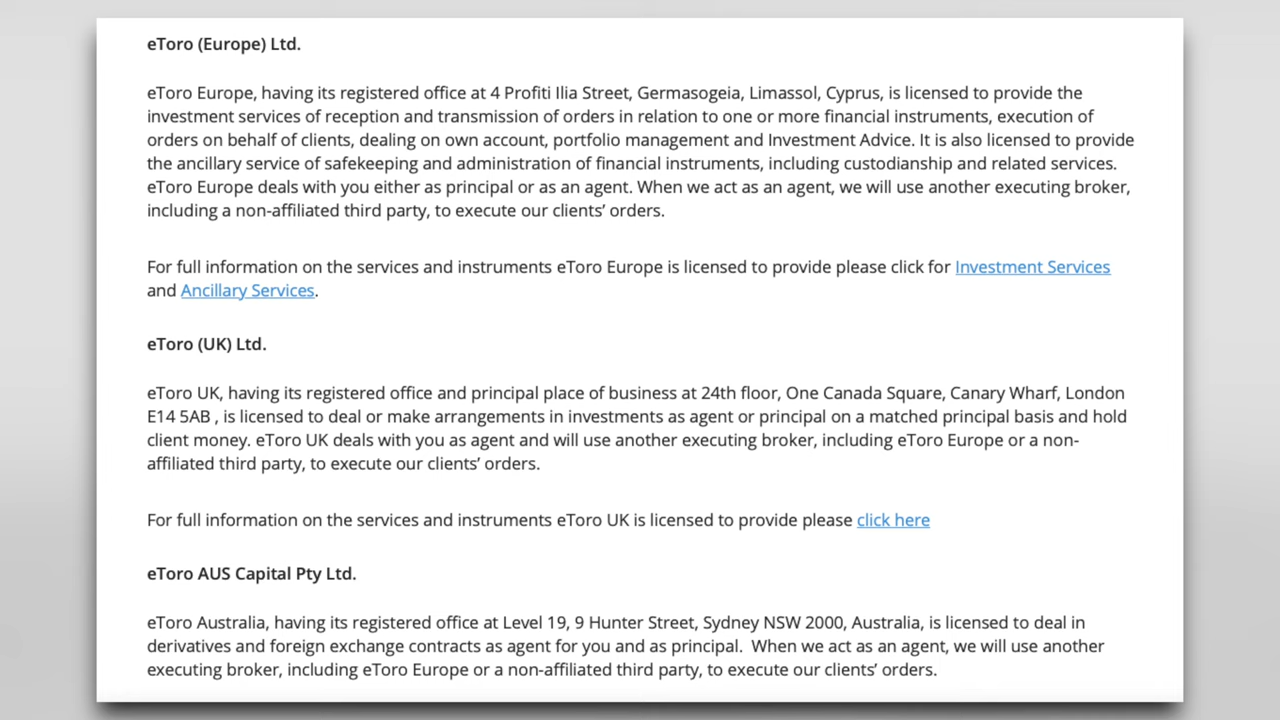 eToro (Europe) Ltd.
eToro Europe, having its registered office at 4 Profiti Ilia Street, Germasogeia, Limassol, Cyprus, is licensed to provide the
investment services of reception and transmission of orders in relation to one or more financial instruments, execution of
orders on behalf of clients, dealing on own account, portfolio management and Investment Advice. It is also licensed to provide
the ancillary service of safekeeping and administration of financial instruments, including custodianship and related services.
eToro Europe deals with you either as principal or as an agent. When we act as an agent, we will use another executing broker,
including a non-affiliated third party, to execute our clients’ orders.
For full information on the services and instruments eToro Europe is licensed to provide please click for Investment Services
and Ancillary Services.
eToro (UK) Ltd.
eToro UK, having its registered office and principal place of business at 24th floor, One Canada Square, Canary Wharf, London
E14 5AB , is licensed to deal or make arrangements in investments as agent or principal on a matched principal basis and hold
client money. eToro UK deals with you as agent and will use another executing broker, including eToro Europe or a non-
affiliated third party, to execute our clients’ orders.
For full information on the services and instruments eToro UK is licensed to provide please click here
eToro AUS Capital Pty Ltd.
eToro Australia, having its registered office at Level 19, 9 Hunter Street, Sydney NSW 2000, Australia, is licensed to deal in
derivatives and foreign exchange contracts as agent for you and as principal.  When we act as an agent, we will use another
executing broker, including eToro Europe or a non-affiliated third party, to execute our clients’ orders.